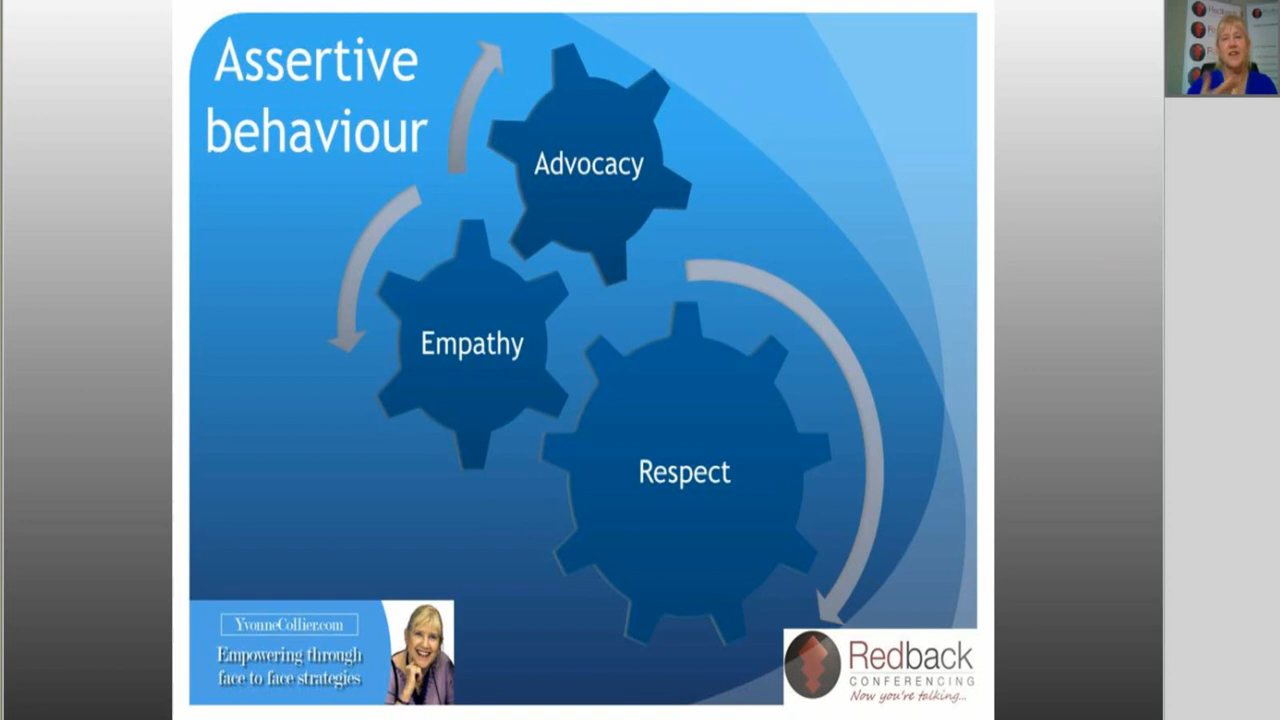 Assertive
behaviour
Advocacy
Empathy
Respect
YvonneCollier.com
Empowering through
face to face strategies
Redback
CONFERENCING
Now you're talking...